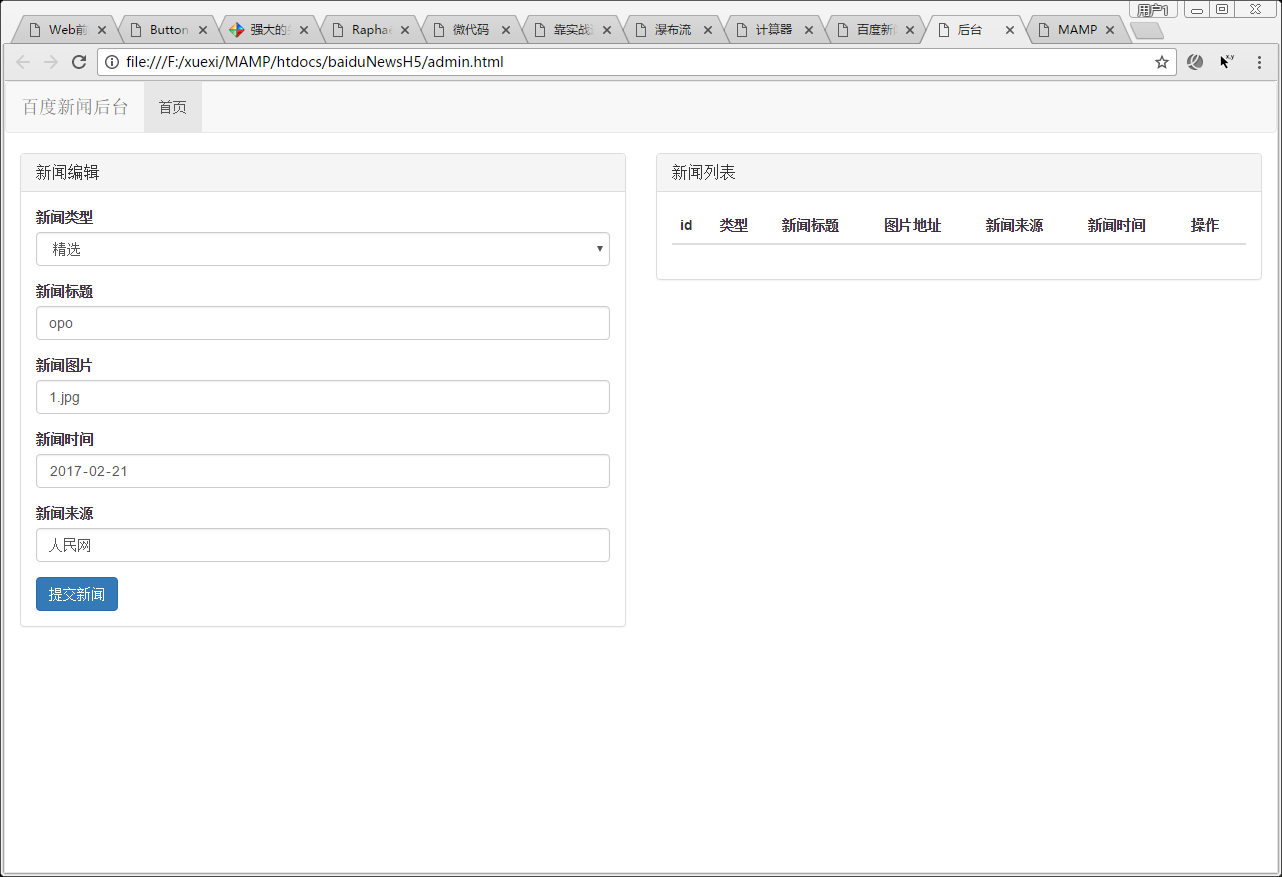 用户1
Web前 Button 强大的 Raphae 微代码 靠实战 瀑布流 计算器 百度新 后台 MAMP
file:///F:/xuexi/MAMP/htdocs/baiduNewsH5/admin.html
百度新闻后台 首页
新闻编辑
新闻类型
精选
新闻标题
opo
新闻图片
1.jpg
新闻时间
2017-02-21
新闻来源
人民网
提交新闻
新闻列表
id 类型 新闻标题 图片地址 新闻来源 新闻时间 操作